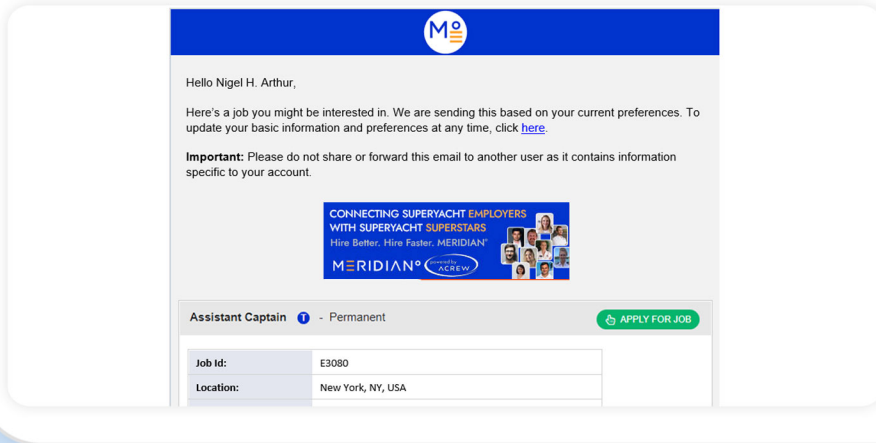 Mº
Hello Nigel H. Arthur,
Here's a job you might be interested in. We are sending this based on your current preferences. To
update your basic information and preferences at any time, click here.
Important: Please do not share or forward this email to another user as it contains information
specific to your account.
CONNECTING SUPERYACHT EMPLOYERS
WITH SUPERYACHT SUPERSTARS
Hire Better. Hire Faster. MERIDIAN°
MERIDIAN° powered by ACREW
Assistant Captain T - Permanent
APPLY FOR JOB
Job Id: E3080
Location: New York, NY, USA